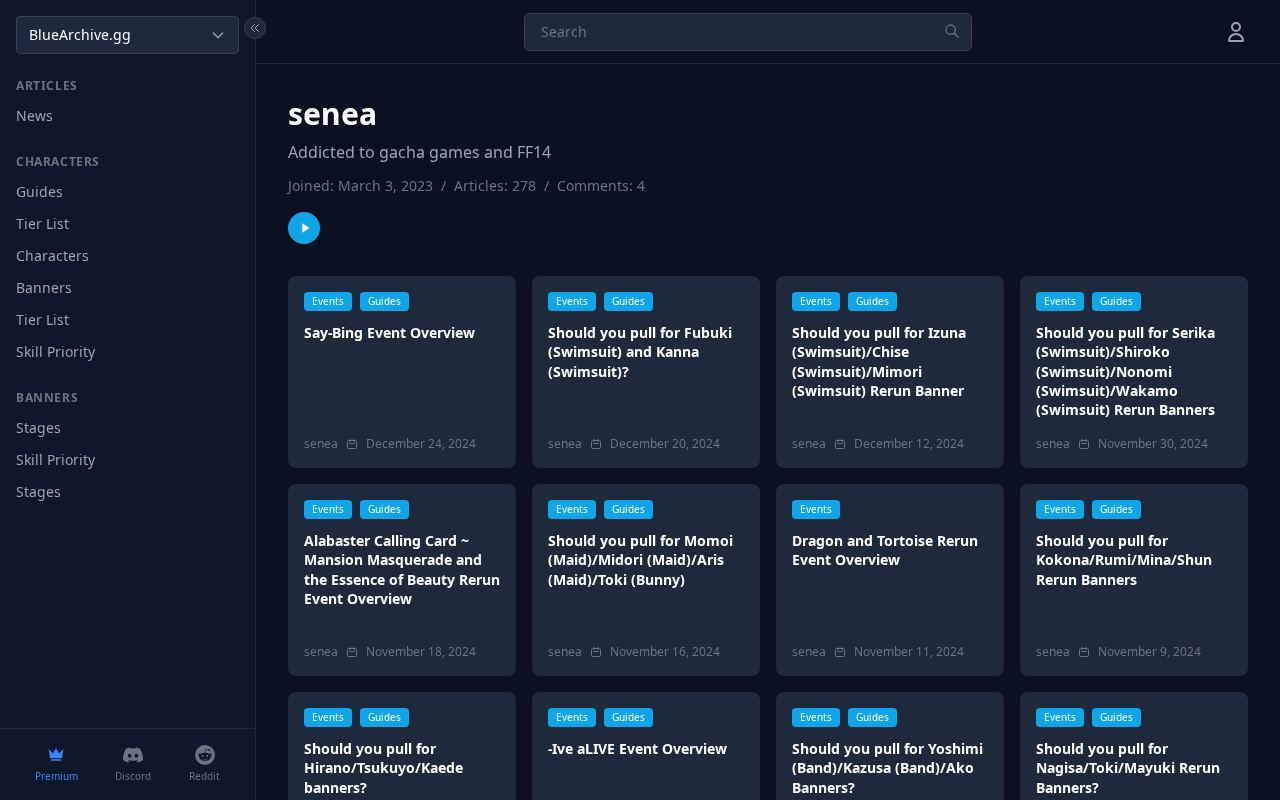 BlueArchive.gg
Search
ARTICLES
News
CHARACTERS
Guides
Tier List
Characters
Banners
Tier List
Skill Priority
BANNERS
Stages
Skill Priority
Stages
Premium
Discord
Reddit
senea
Addicted to gacha games and FF14
Joined: March 3, 2023 / Articles: 278 / Comments: 4
Events Guides
Say-Bing Event Overview
senea December 24, 2024
Events Guides
Should you pull for Fubuki
(Swimsuit) and Kanna
(Swimsuit)?
senea December 20, 2024
Events Guides
Should you pull for Izuna
(Swimsuit)/Chise
(Swimsuit)/Mimori
(Swimsuit) Rerun Banner
senea December 12, 2024
Events Guides
Should you pull for Serika
(Swimsuit)/Shiroko
(Swimsuit)/Nonomi
(Swimsuit)/Wakamo
(Swimsuit) Rerun Banners
senea November 30, 2024
Events Guides
Alabaster Calling Card ~
Mansion Masquerade and
the Essence of Beauty Rerun
Event Overview
senea November 18, 2024
Events Guides
Should you pull for Momoi
(Maid)/Midori (Maid)/Aris
(Maid)/Toki (Bunny)
senea November 16, 2024
Events
Dragon and Tortoise Rerun
Event Overview
senea November 11, 2024
Events Guides
Should you pull for
Kokona/Rumi/Mina/Shun
Rerun Banners
senea November 9, 2024
Events Guides
Should you pull for
Hirano/Tsukuyo/Kaede
banners?
Events Guides
-Ive aLIVE Event Overview
Events Guides
Should you pull for Yoshimi
(Band)/Kazusa (Band)/Ako
Banners?
Events Guides
Should you pull for
Nagisa/Toki/Mayuki Rerun
Banners?